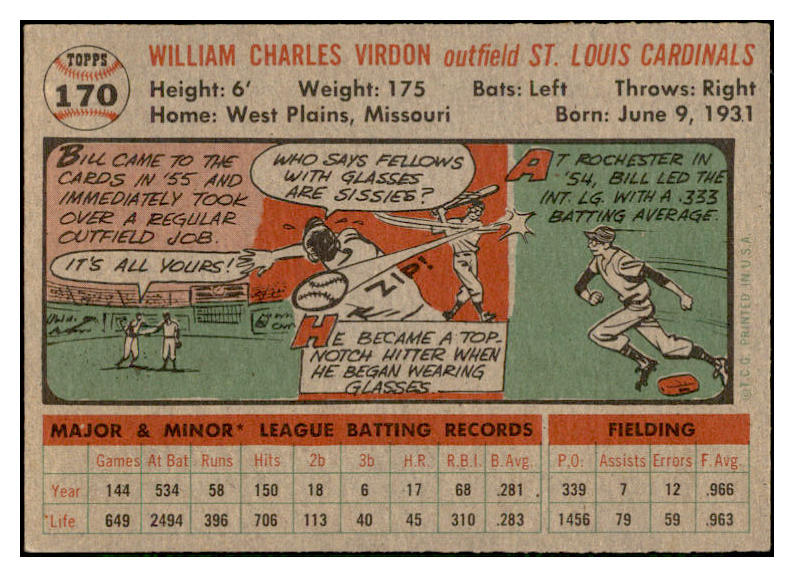 TOPPS
170
WILLIAM CHARLES VIRDON outfield ST. LOUIS CARDINALS
Height: 6' Weight: 175 Bats: Left Throws: Right
Home: West Plains, Missouri Born: June 9, 1931
BILL CAME TO THE
CARDS IN '55 AND
IMMEDIATELY TOOK
OVER A REGULAR
OUTFIELD JOB.
IT'S ALL YOURS!
WHO SAYS FELLOWS
WITH GLASSES
ARE SISSIES?
ZIP!
HE BECAME A TOP-
NOTCH HITTER WHEN
HE BEGAN WEARING
GLASSES
AT ROCHESTER IN
'54, BILL LED THE
INT. LG. WITH A .333
BATTING AVERAGE.
©T.C.G. PRINTED IN U.S.A.
MAJOR & MINOR* LEAGUE BATTING RECORDS FIELDING
Games At Bat Runs Hits 2b 3b H.R. R.B.I. B. Avg. P.O. Assists Errors F. Avg.
Year 144 534 58 150 18 6 17 68 .281 339 7 12 .966
*Life 649 2494 396 706 113 40 45 310 .283 1456 79 59 .963